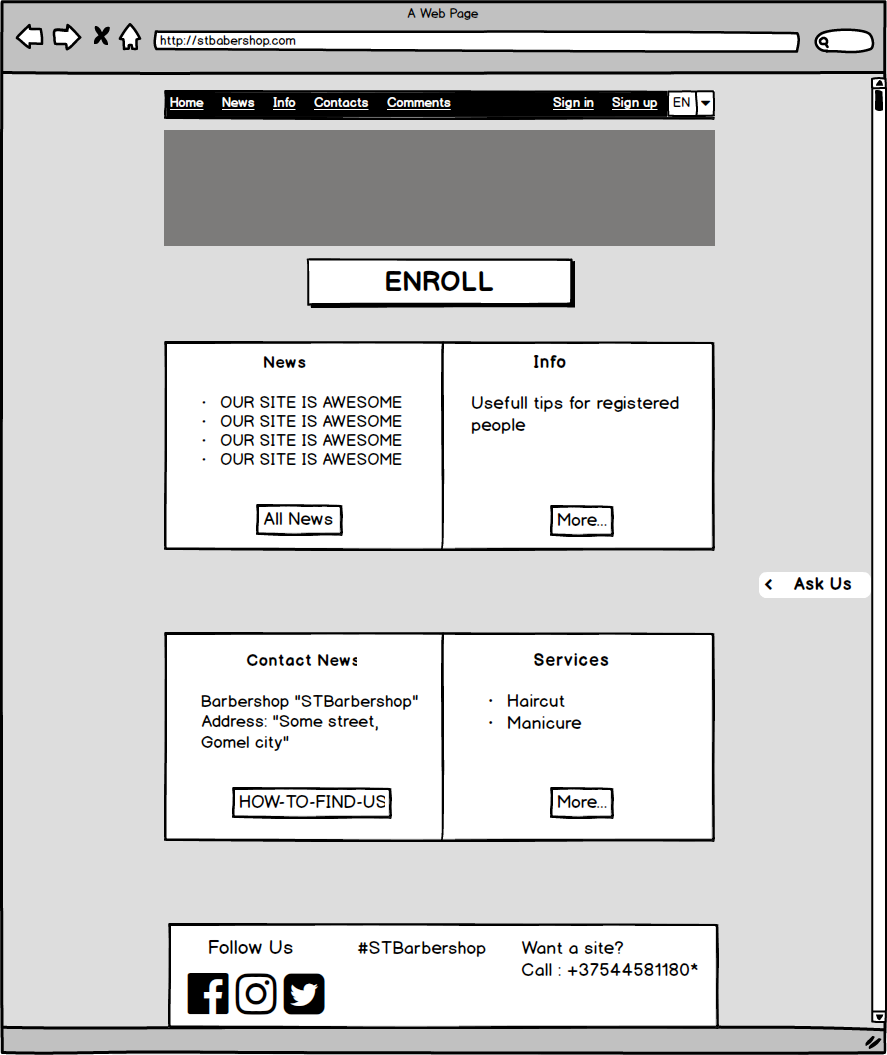 A Web Page
http://stbabershop.com
Home News Info Contacts Comments Sign in Sign up EN
ENROLL
News
· OUR SITE IS AWESOME
· OUR SITE IS AWESOME
· OUR SITE IS AWESOME
· OUR SITE IS AWESOME
All News
Info
Usefull tips for registered
people
More...
Ask Us
Contact News
Barbershop "STBarbershop"
Address: "Some street,
Gomel city"
HOW-TO-FIND-US
Services
· Haircut
· Manicure
More...
Follow Us
#STBarbershop
Want a site?
Call : +37544581180*